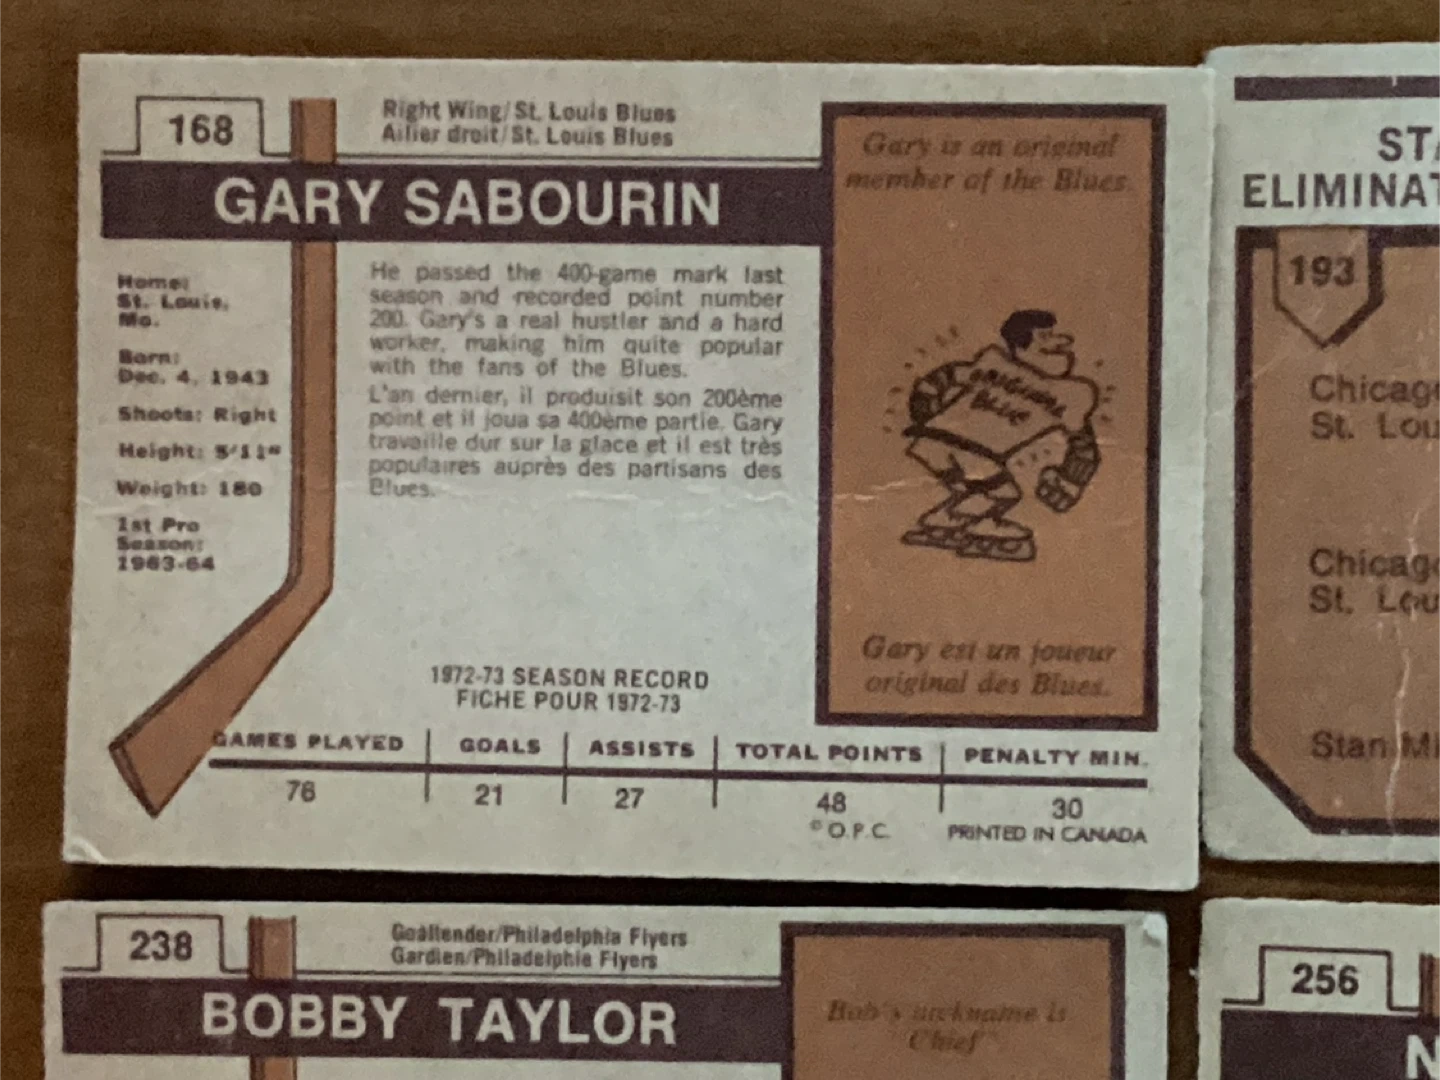 168
Right Wing/St. Louis Blues
Ailier droit/St. Louis Blues
GARY SABOURIN
Home:
St. Louis,
Mo.
Born:
Dec. 4, 1943
Shoots: Right
Height: 5'11"
Weight: 180
1st Pro
Season:
1963-64
He passed the 400-game mark last
season and recorded point number
200. Gary's a real hustler and a hard
worker, making him quite popular
with the fans of the Blues.
L'an dernier, il produisit son 200ème
point et il joua sa 400ème partie. Gary
travaille dur sur la glace et il est très
populaires auprès des partisans des
Blues.
Gary is an original
member of the Blues.
ORIGINAL
BLUE
Gary est un joueur
original des Blues.
1972-73 SEASON RECORD
FICHE POUR 1972-73
GAMES PLAYED GOALS ASSISTS TOTAL POINTS PENALTY MIN.
76 21 27 48 30
© O.P.C. PRINTED IN CANADA
ELIMINAT
193
Chicago
St. Lou
Chicago
St. Lou
Stan Mi
238
Goaltender/Philadelphia Flyers
Gardien/Philadelphie Flyers
BOBBY TAYLOR
Bob's nickname is
Chief"
256
N